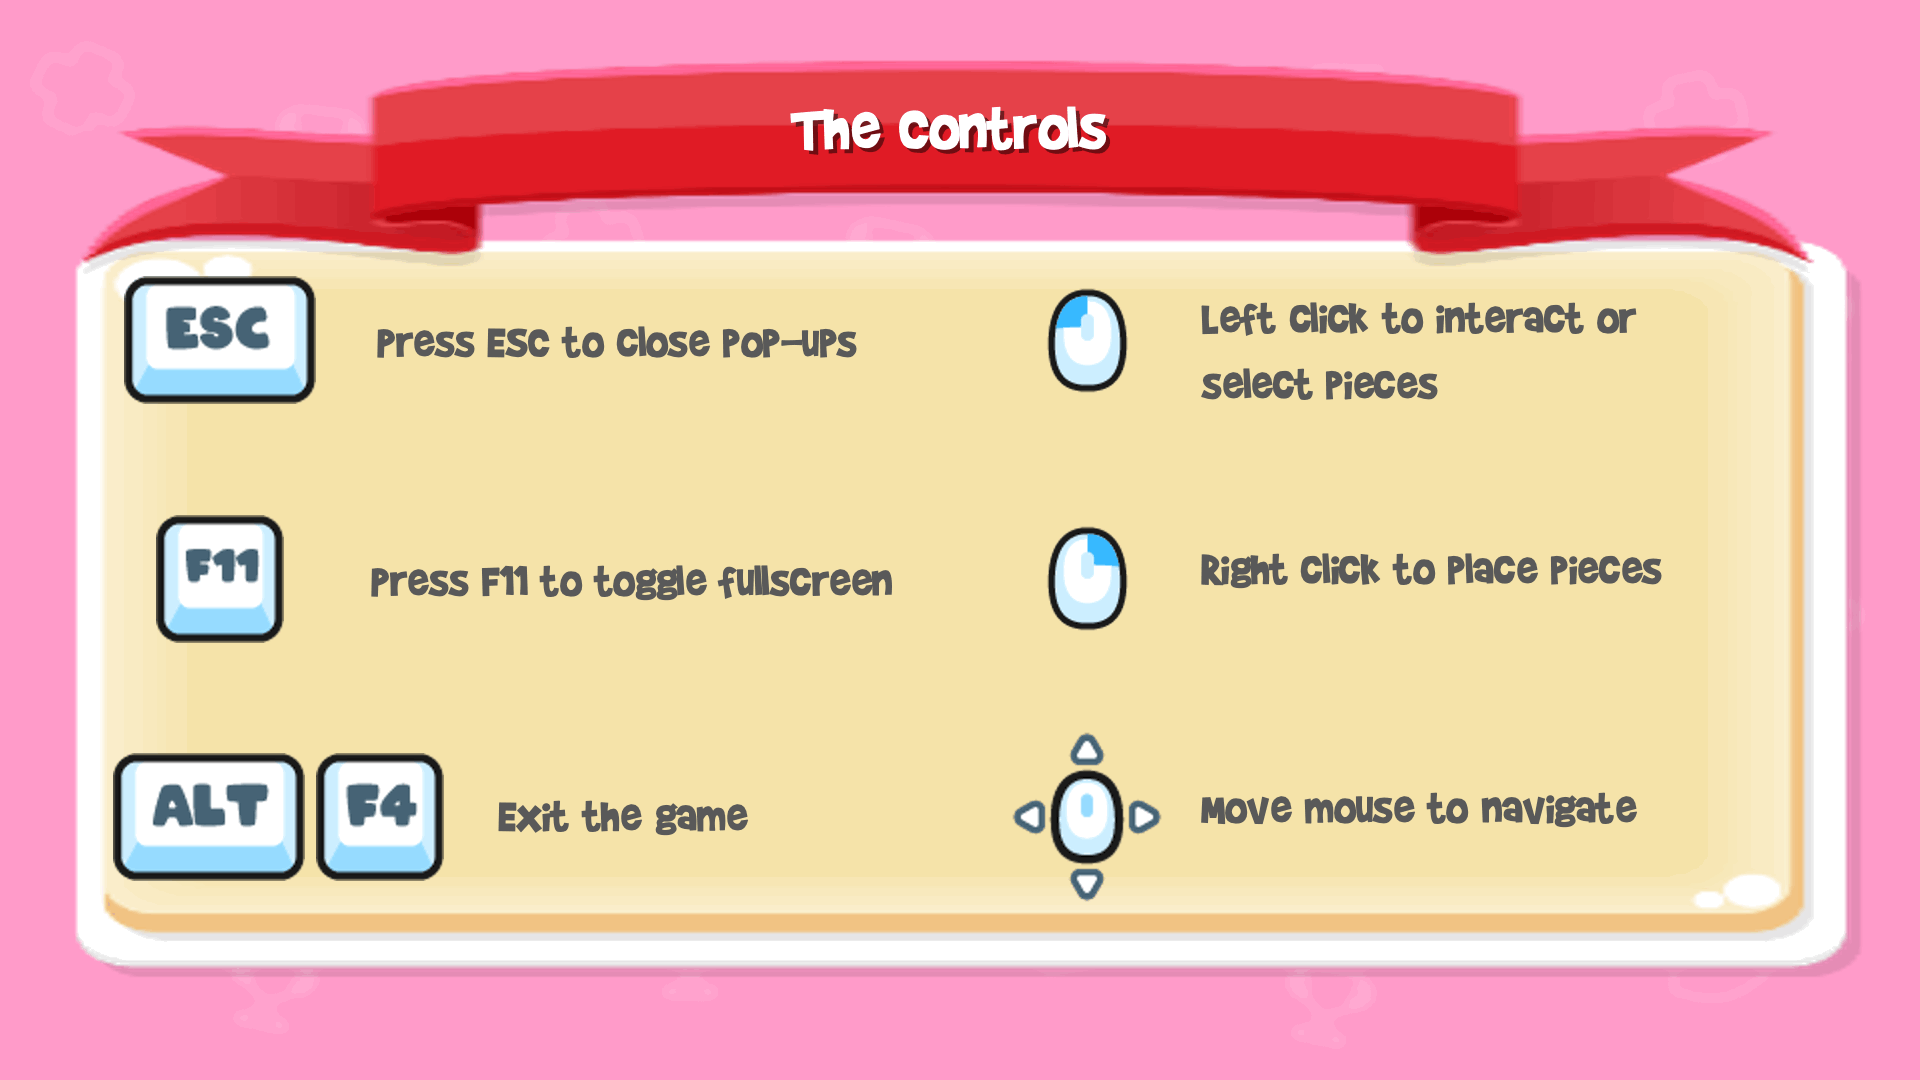 The Controls
ESC
Press ESC to close pop-ups
Left click to interact or
select pieces
F11
Press F11 to toggle fullscreen
Right click to place pieces
ALT F4
Exit the game
Move mouse to navigate